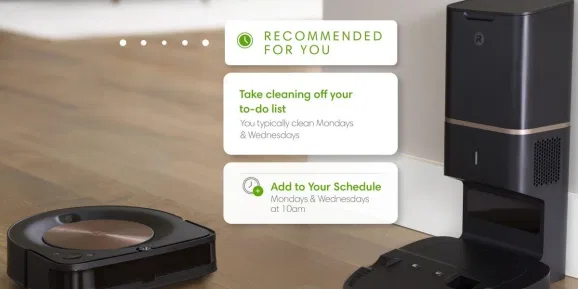 RECOMMENDED
FOR YOU
Take cleaning off your
to-do list
You typically clean Mondays
& Wednesdays
Add to Your Schedule
Mondays & Wednesdays
at 10am